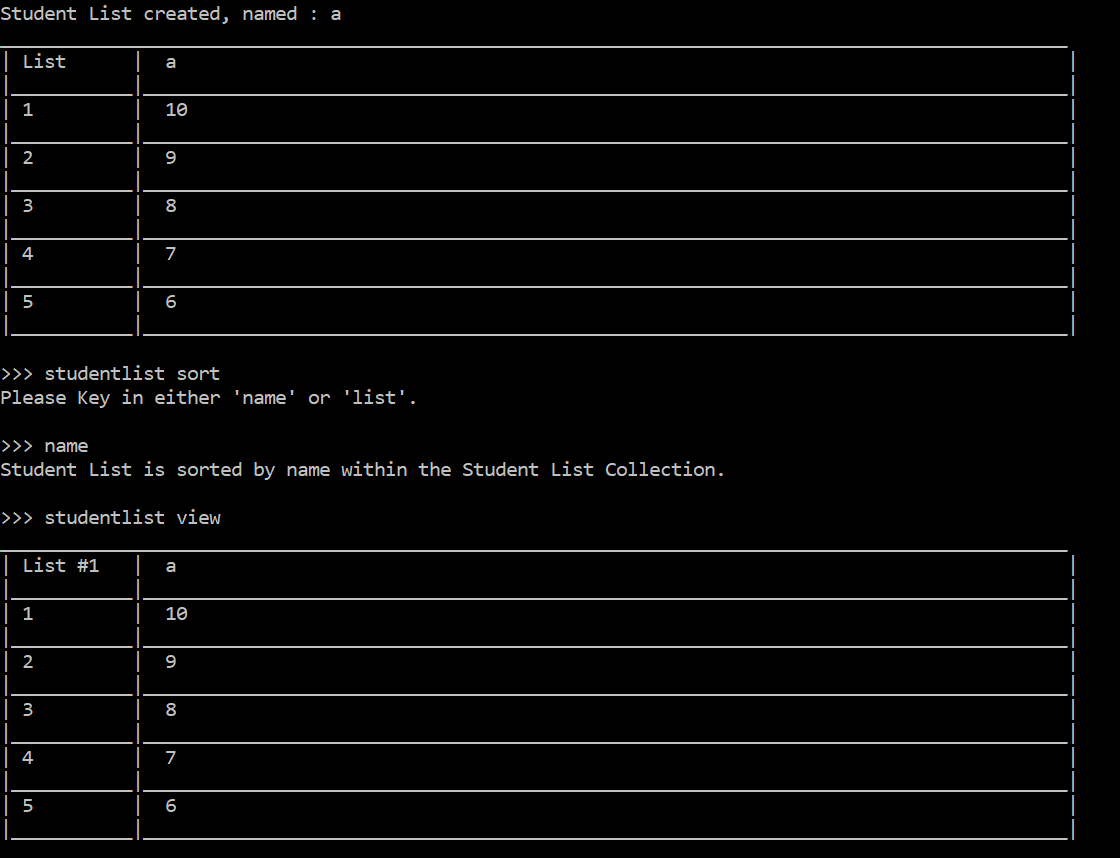 Student List created, named : a
List a
1 10
2 9
3 8
4 7
5 6
>>> studentlist sort
Please Key in either 'name' or 'list'.
>>> name
Student List is sorted by name within the Student List Collection.
>>> studentlist view
List #1 a
1 10
2 9
3 8
4 7
5 6